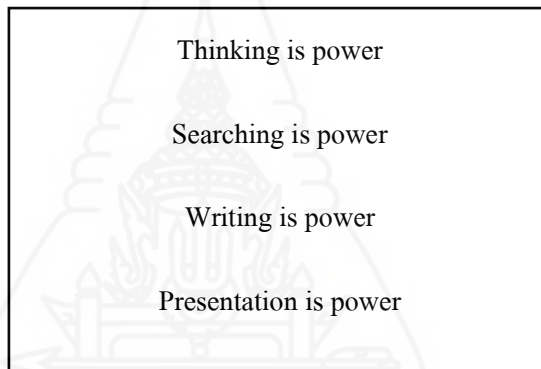 Thinking is power
Searching is power
Writing is power
Presentation is power